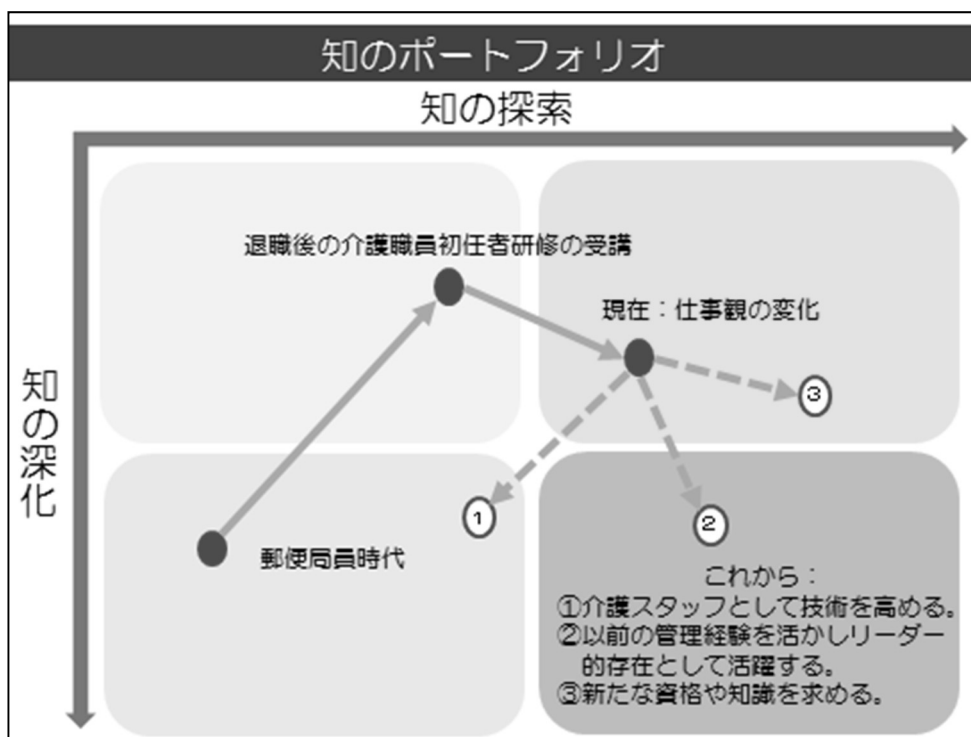 知のポートフォリオ
知の探索
知の深化
退職後の介護職員初任者研修の受講
現在：仕事観の変化
③
①
②
郵便局員時代
これから：
①介護スタッフとして技術を高める。
②以前の管理経験を活かしリーダー
的存在として活躍する。
③新たな資格や知識を求める。